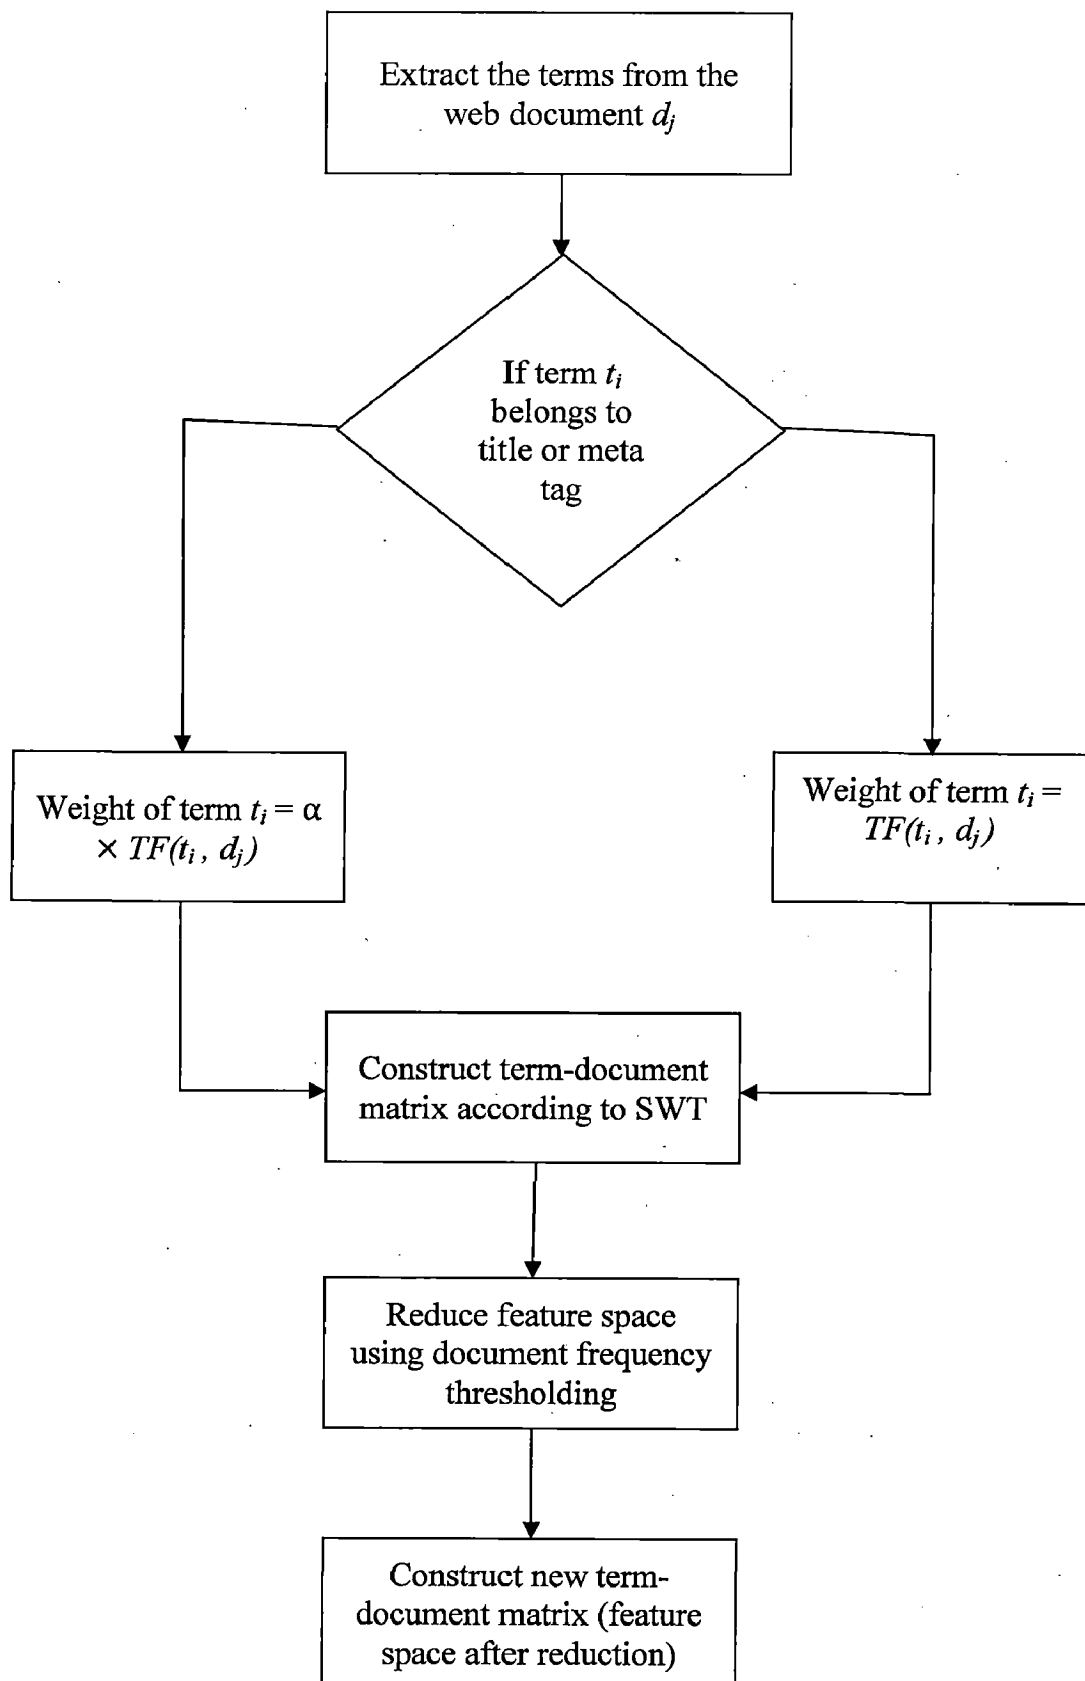 Extract the terms from the
web document dj
If term ti
belongs to
title or meta
tag
Weight of term ti = α
× TF(ti , dj)
Weight of term ti =
TF(ti , dj)
Construct term-document
matrix according to SWT
Reduce feature space
using document frequency
thresholding
Construct new term-
document matrix (feature
space after reduction)